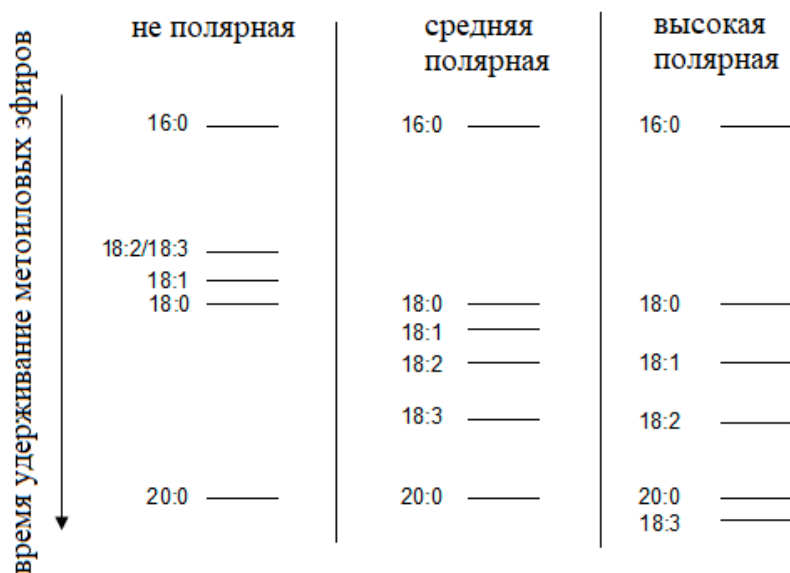 время удерживание метоиловых эфиров
не полярная
16:0
18:2/18:3
18:1
18:0
20:0
средняя
полярная
16:0
18:0
18:1
18:2
18:3
20:0
высокая
полярная
16:0
18:0
18:1
18:2
20:0
18:3